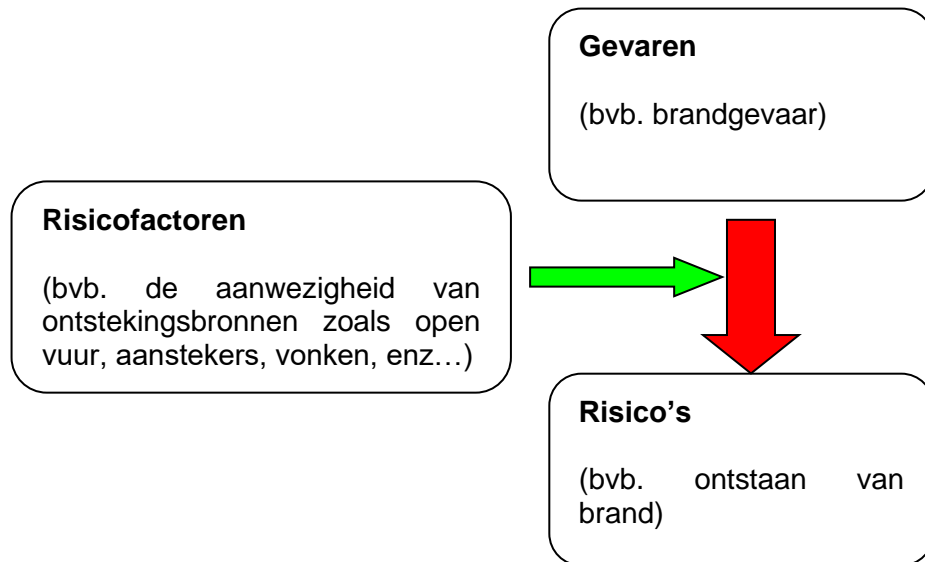 Gevaren
(bvb. brandgevaar)
Risicofactoren
(bvb. de aanwezigheid van
ontstekingsbronnen zoals open
vuur, aanstekers, vonken, enz…)
Risico’s
(bvb. ontstaan van
brand)